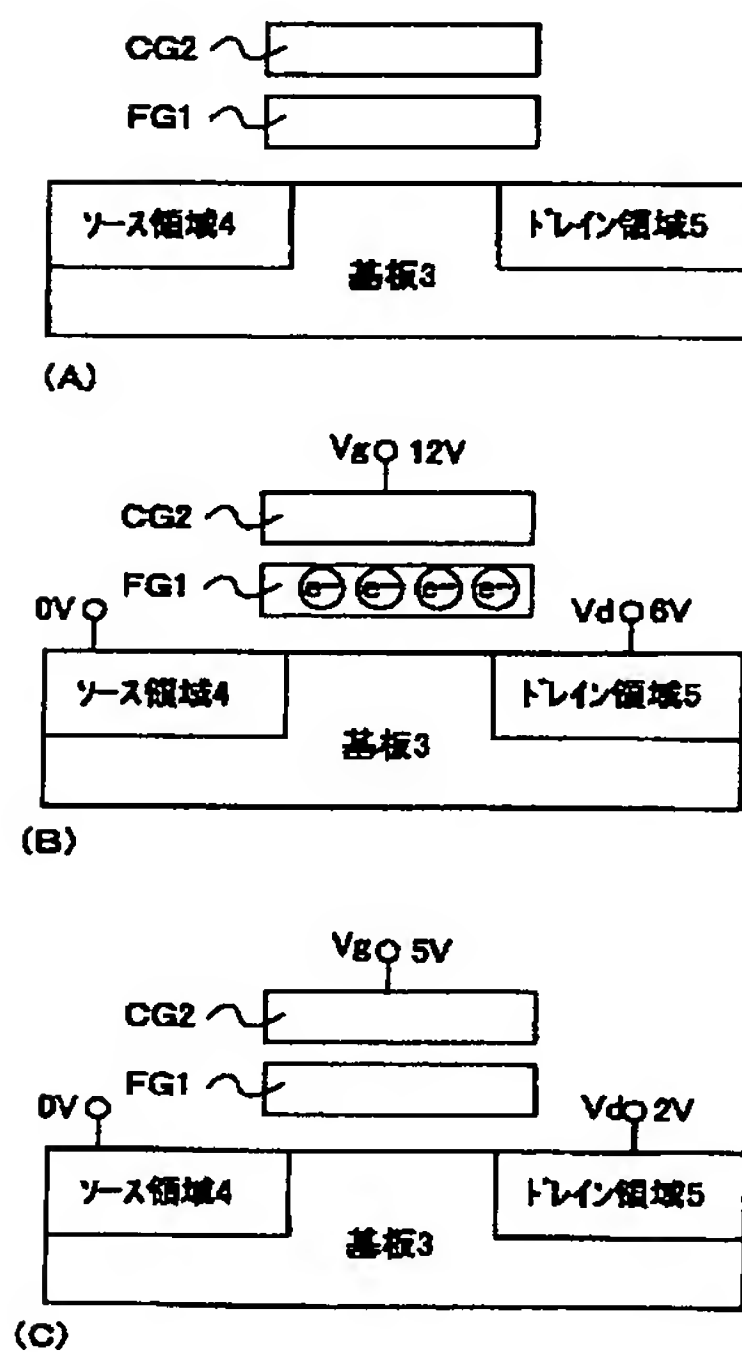 CG2
FG1
ソース領域4
ドレイン領域5
基板3
(A)
Vg 12V
CG2
FG1 e− e− e− e−
0V
Vd 6V
ソース領域4
ドレイン領域5
基板3
(B)
Vg 5V
CG2
FG1
0V
Vd 2V
ソース領域4
ドレイン領域5
基板3
(C)